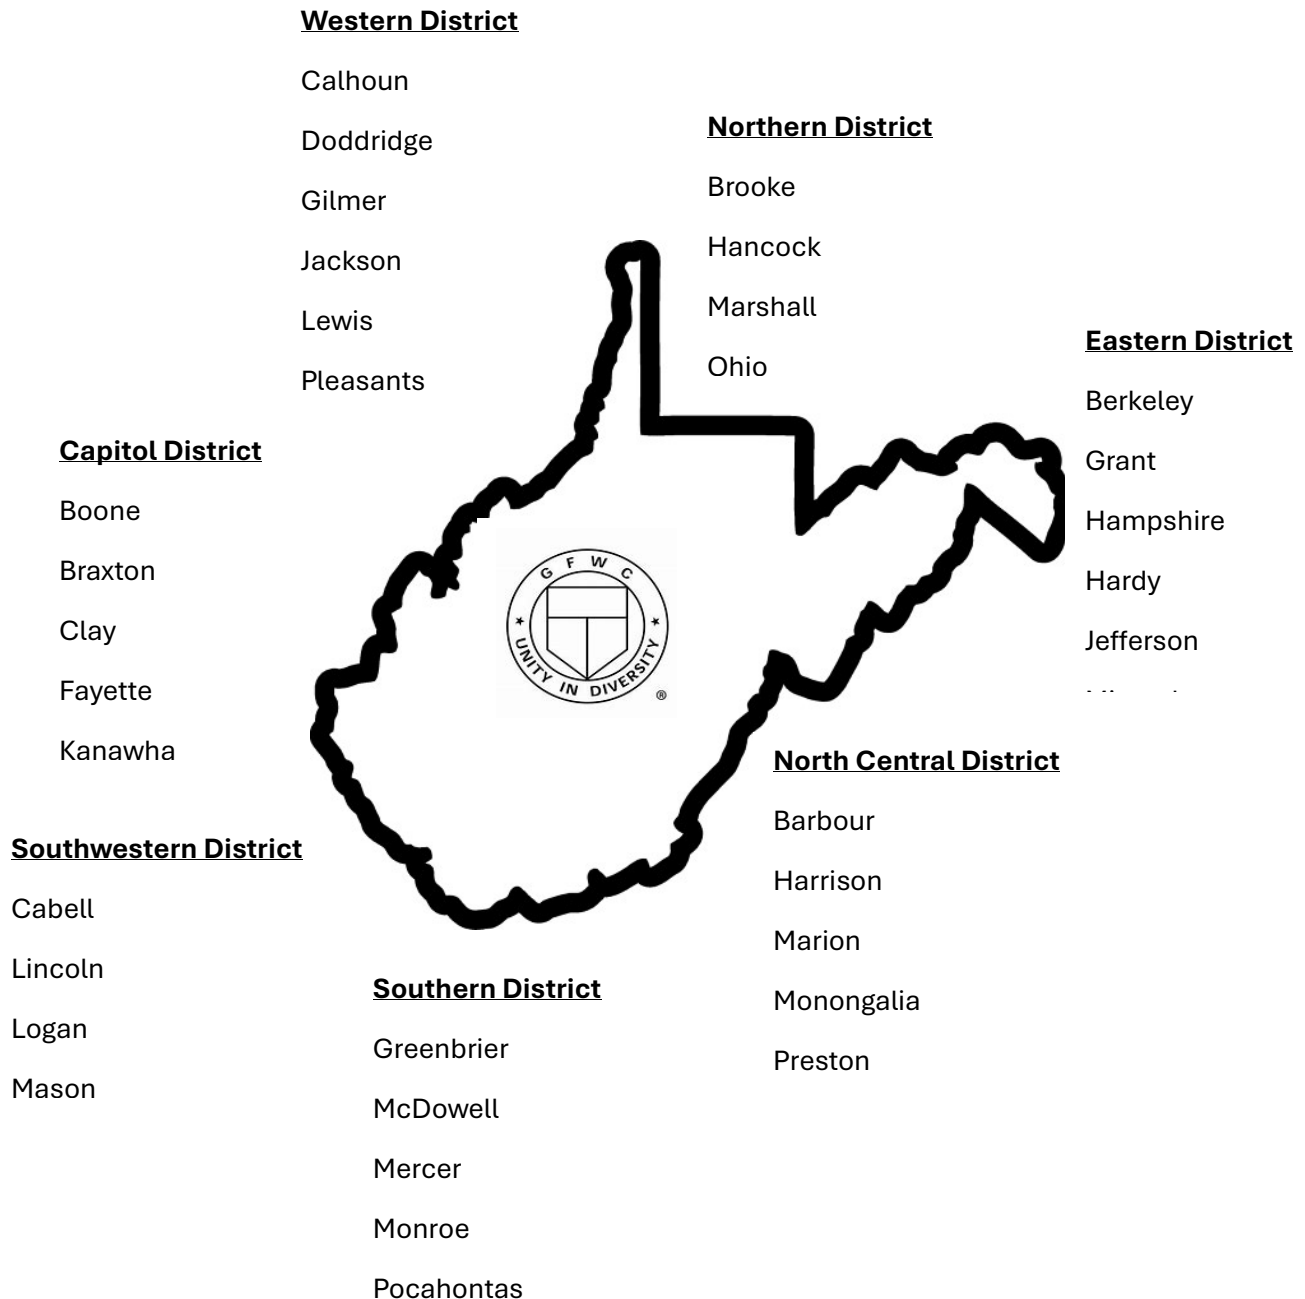 Western District
Calhoun
Doddridge
Gilmer
Jackson
Lewis
Pleasants
Northern District
Brooke
Hancock
Marshall
Ohio
Eastern District
Berkeley
Grant
Hampshire
Hardy
Jefferson
Capitol District
Boone
Braxton
Clay
Fayette
Kanawha
GFWC
UNITY IN DIVERSITY
®
North Central District
Barbour
Harrison
Marion
Monongalia
Preston
Southwestern District
Cabell
Lincoln
Logan
Mason
Southern District
Greenbrier
McDowell
Mercer
Monroe
Pocahontas